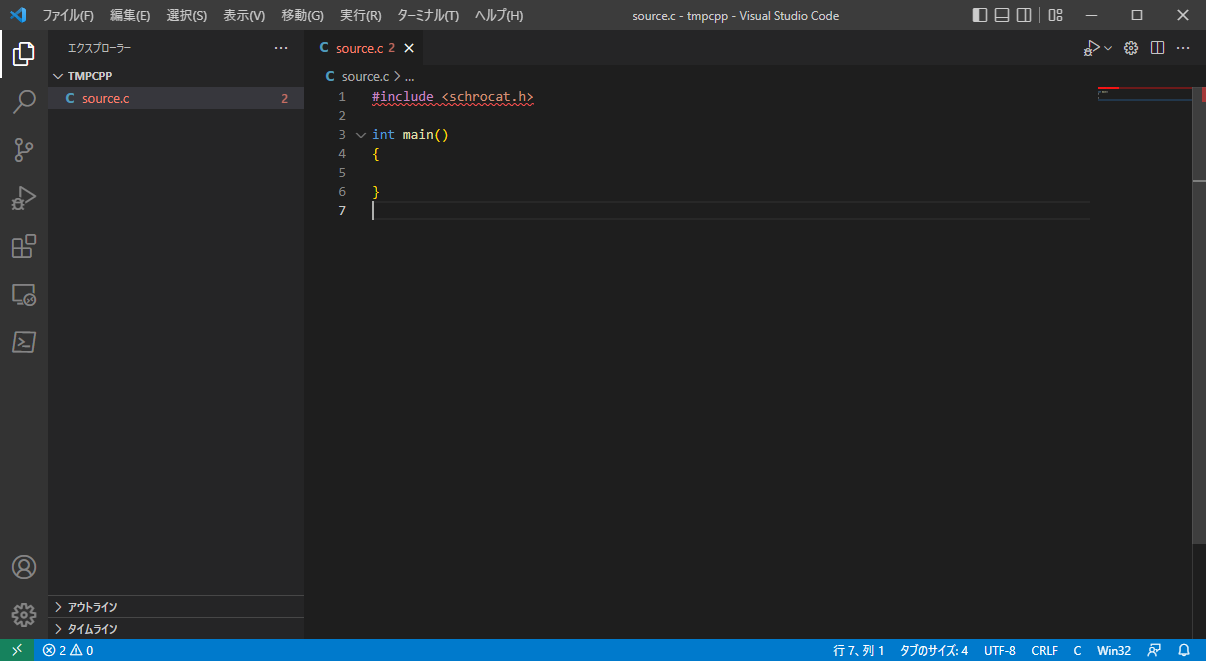 ファイル(F) 編集(E) 選択(S) 表示(V) 移動(G) 実行(R) ターミナル(T) ヘルプ(H) source.c - tmpcpp - Visual Studio Code
エクスプローラー
TMPCPP
C source.c 2
アウトライン
タイムライン
C source.c 2
C source.c > ...
1 #include <schrocat.h>
2
3 int main()
4 {
5
6 }
7
2 0 行 7、列 1 タブのサイズ: 4 UTF-8 CRLF C Win32